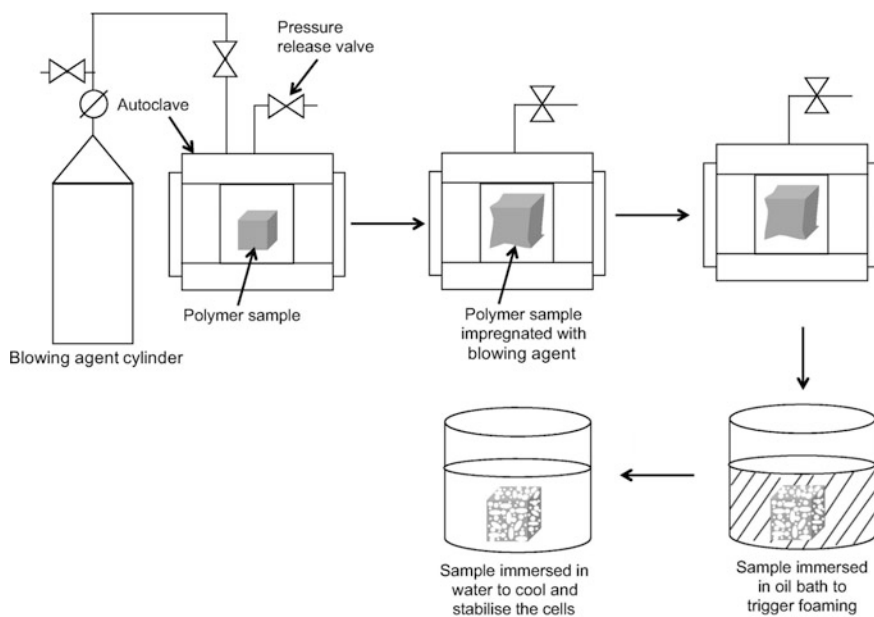 Pressure
release valve
Autoclave
Polymer sample
Blowing agent cylinder
Polymer sample
impregnated with
blowing agent
Sample immersed in
water to cool and
stabilise the cells
Sample immersed
in oil bath to
trigger foaming